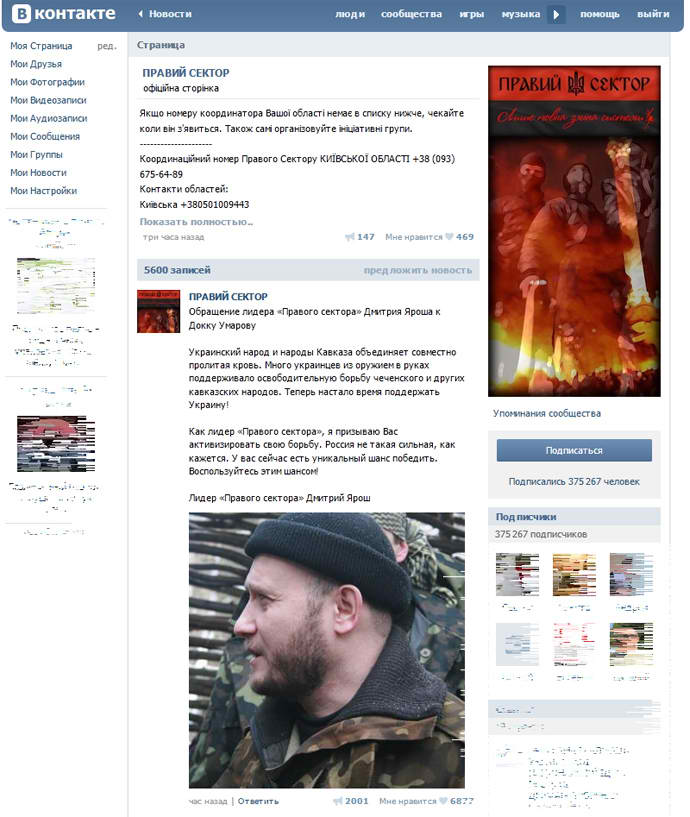 В контакте
Новости
люди сообщества игры музыка помощь выйти
Моя Страница ред.
Мои Друзья
Мои Фотографии
Мои Видеозаписи
Мои Аудиозаписи
Мои Сообщения
Мои Группы
Мои Новости
Мои Настройки
Страница
ПРАВИЙ СЕКТОР
офіційна сторінка
Якщо номеру координатора Вашої області немає в списку нижче, чекайте
коли він з'явиться. Також самі організовуйте ініціативні групи.
---------------------
Координаційний номер Правого Сектору КИЇВСЬКОЇ ОБЛАСТІ +38 (093)
675-64-89
Контакти областей:
Київська +380501009443
Показать полностью..
три часа назад 147 Мне нравится 469
5600 записей предложить новость
ПРАВИЙ СЕКТОР
Обращение лидера «Правого сектора» Дмитрия Яроша к
Докку Умарову
Украинский народ и народы Кавказа объединяет совместно
пролитая кровь. Много украинцев из оружием в руках
поддерживало освободительную борьбу чеченского и других
кавказских народов. Теперь настало время поддержать
Украину!
Как лидер «Правого сектора», я призываю Вас
активизировать свою борьбу. Россия не такая сильная, как
кажется. У вас сейчас есть уникальный шанс победить.
Воспользуйтесь этим шансом!
Лидер «Правого сектора» Дмитрий Ярош
час назад | Ответить 2001 Мне нравится 6877
ПРАВИЙ СЕКТОР
Лише повна зміна системи!
Упоминания сообщества
Подписаться
Подписались 375 267 человек
Подписчики
375 267 подписчиков